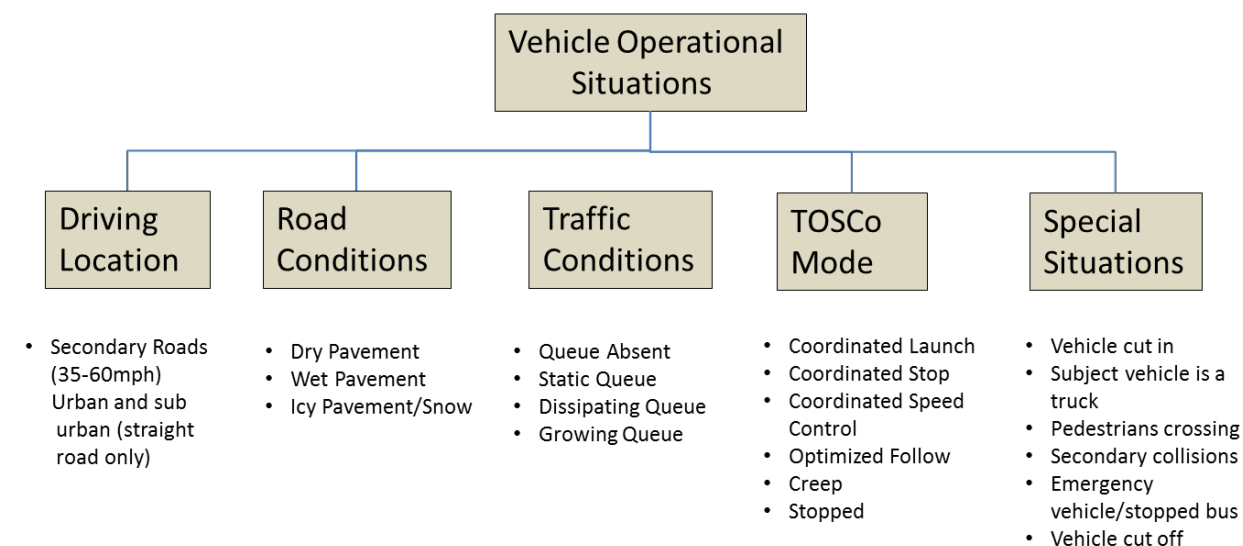 Vehicle Operational
Situations
Driving
Location
Road
Conditions
Traffic
Conditions
TOSCo
Mode
Special
Situations
• Secondary Roads
(35-60mph)
Urban and sub
urban (straight
road only)
• Dry Pavement
• Wet Pavement
• Icy Pavement/Snow
• Queue Absent
• Static Queue
• Dissipating Queue
• Growing Queue
• Coordinated Launch
• Coordinated Stop
• Coordinated Speed
Control
• Optimized Follow
• Creep
• Stopped
• Vehicle cut in
• Subject vehicle is a
truck
• Pedestrians crossing
• Secondary collisions
• Emergency
vehicle/stopped bus
• Vehicle cut off